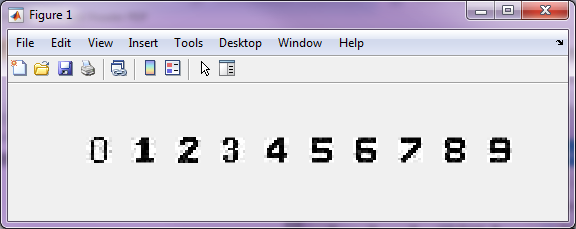 Figure 1
File Edit View Insert Tools Desktop Window Help
0 1 2 3 4 5 6 7 8 9